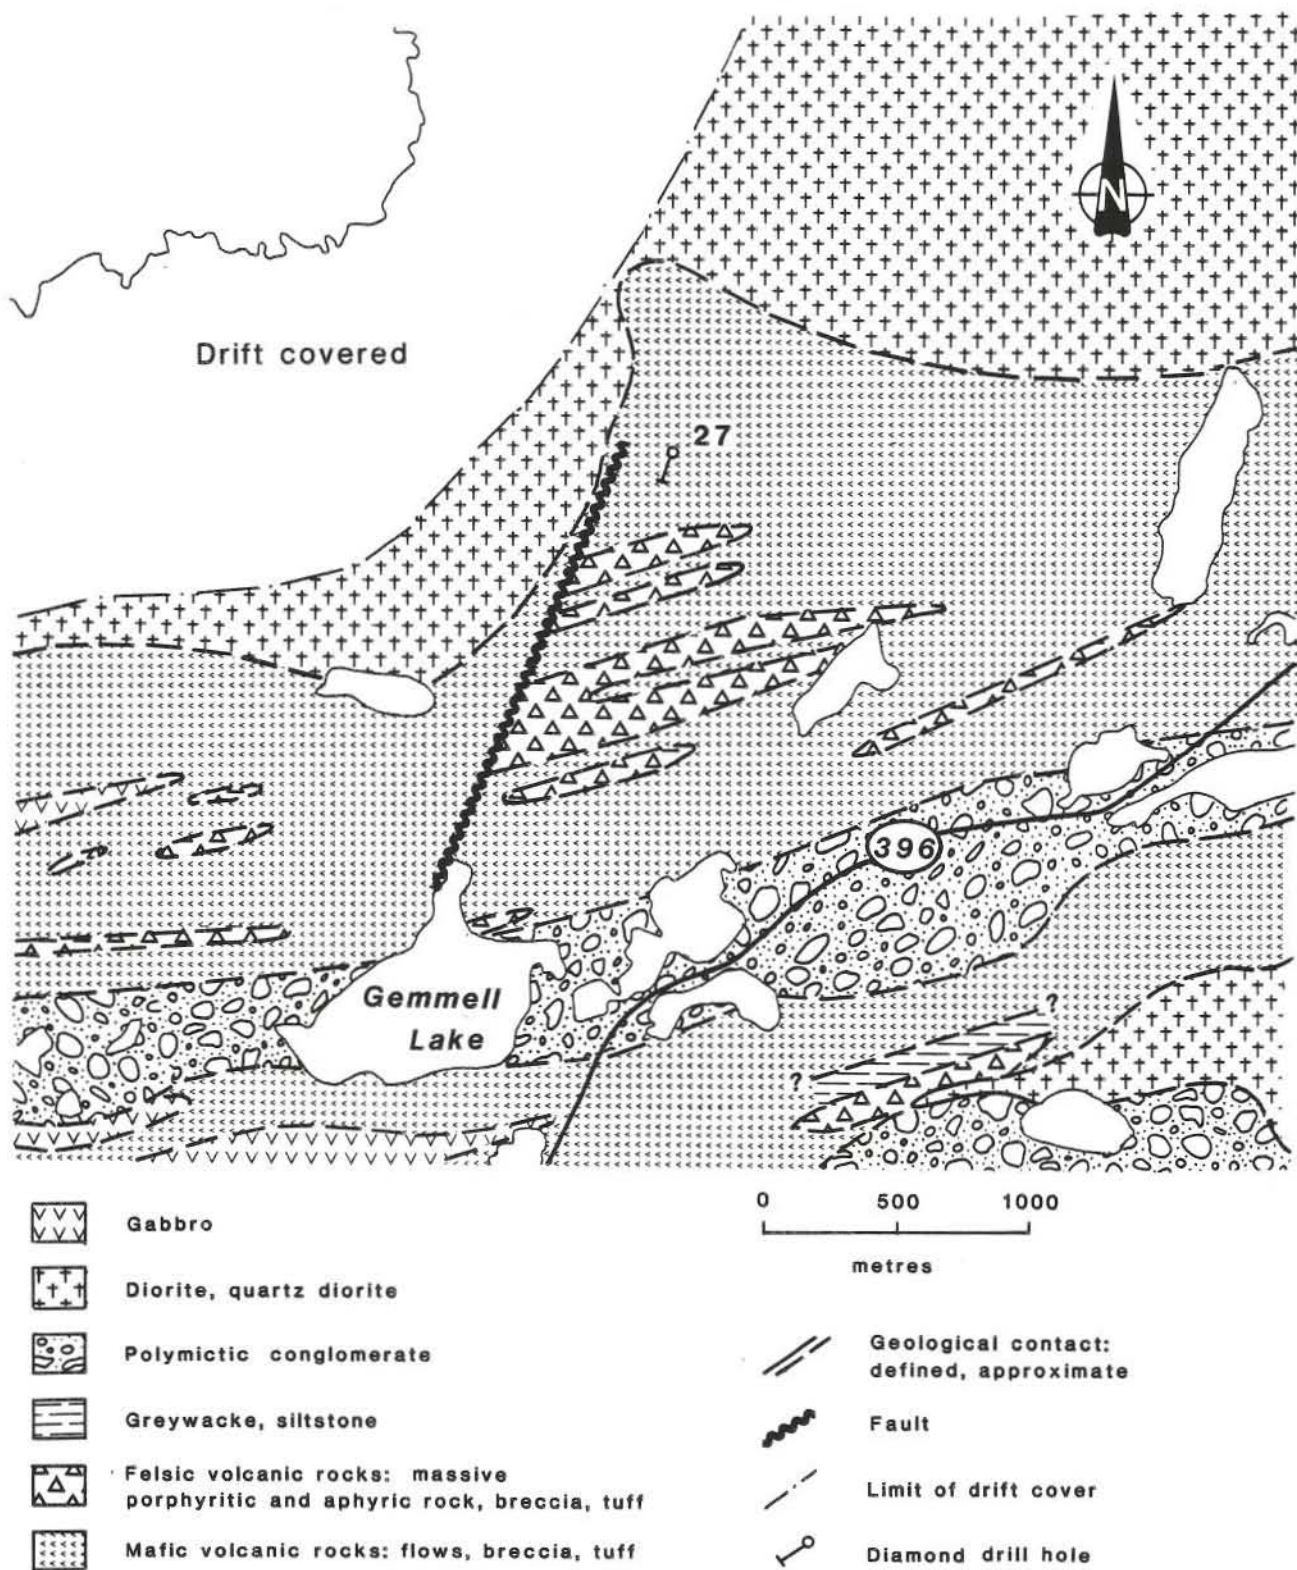 N
Drift covered
27
396
Gemmell
Lake
?
?
0 500 1000
metres
Gabbro
Diorite, quartz diorite
Polymictic conglomerate
Greywacke, siltstone
Felsic volcanic rocks: massive
porphyritic and aphyric rock, breccia, tuff
Mafic volcanic rocks: flows, breccia, tuff
Geological contact:
defined, approximate
Fault
Limit of drift cover
Diamond drill hole